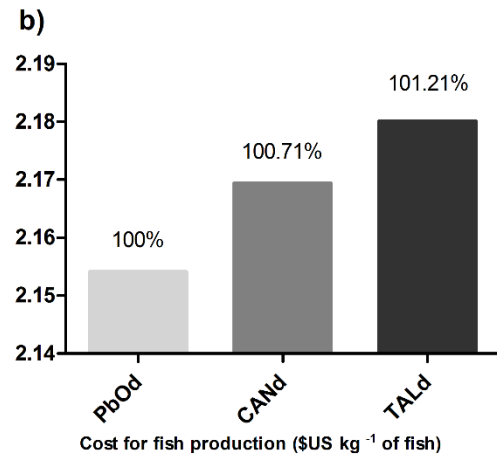 b)
2.19
101.21%
2.18
100.71%
2.17
100%
2.16
2.15
2.14
PbOd
CANd
TALd
Cost for fish production ($US kg ⁻¹ of fish)